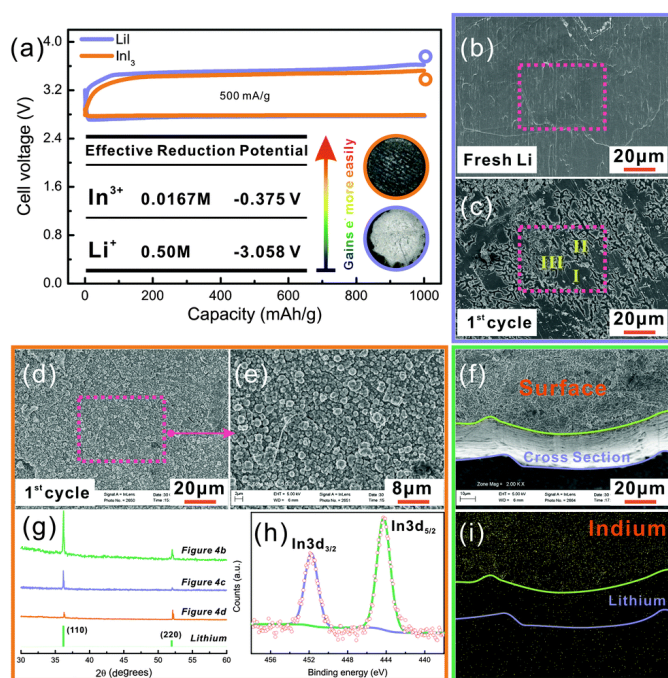 (a)
LiI
InI3
4.0
3.2
2.4
1.6
0.8
0.0
Cell voltage (V)
500 mA/g
Effective Reduction Potential
In3+ 0.0167M -0.375 V
Li+ 0.50M -3.058 V
Gains e more easily
0 200 400 600 800 1000
Capacity (mAh/g)
(b)
Fresh Li
20μm
(c)
II
III
I
1st cycle
20μm
(d)
1st cycle
20μm
(e)
8μm
(f)
Surface
Cross Section
(g)
Figure 4b
Figure 4c
Figure 4d
(110)
(220)
Lithium
30 35 40 45 50 55 60
2θ (degrees)
(h)
In3d3/2
In3d5/2
Counts (a.u.)
456 452 448 444 440
Binding energy (eV)
(i)
Indium
Lithium